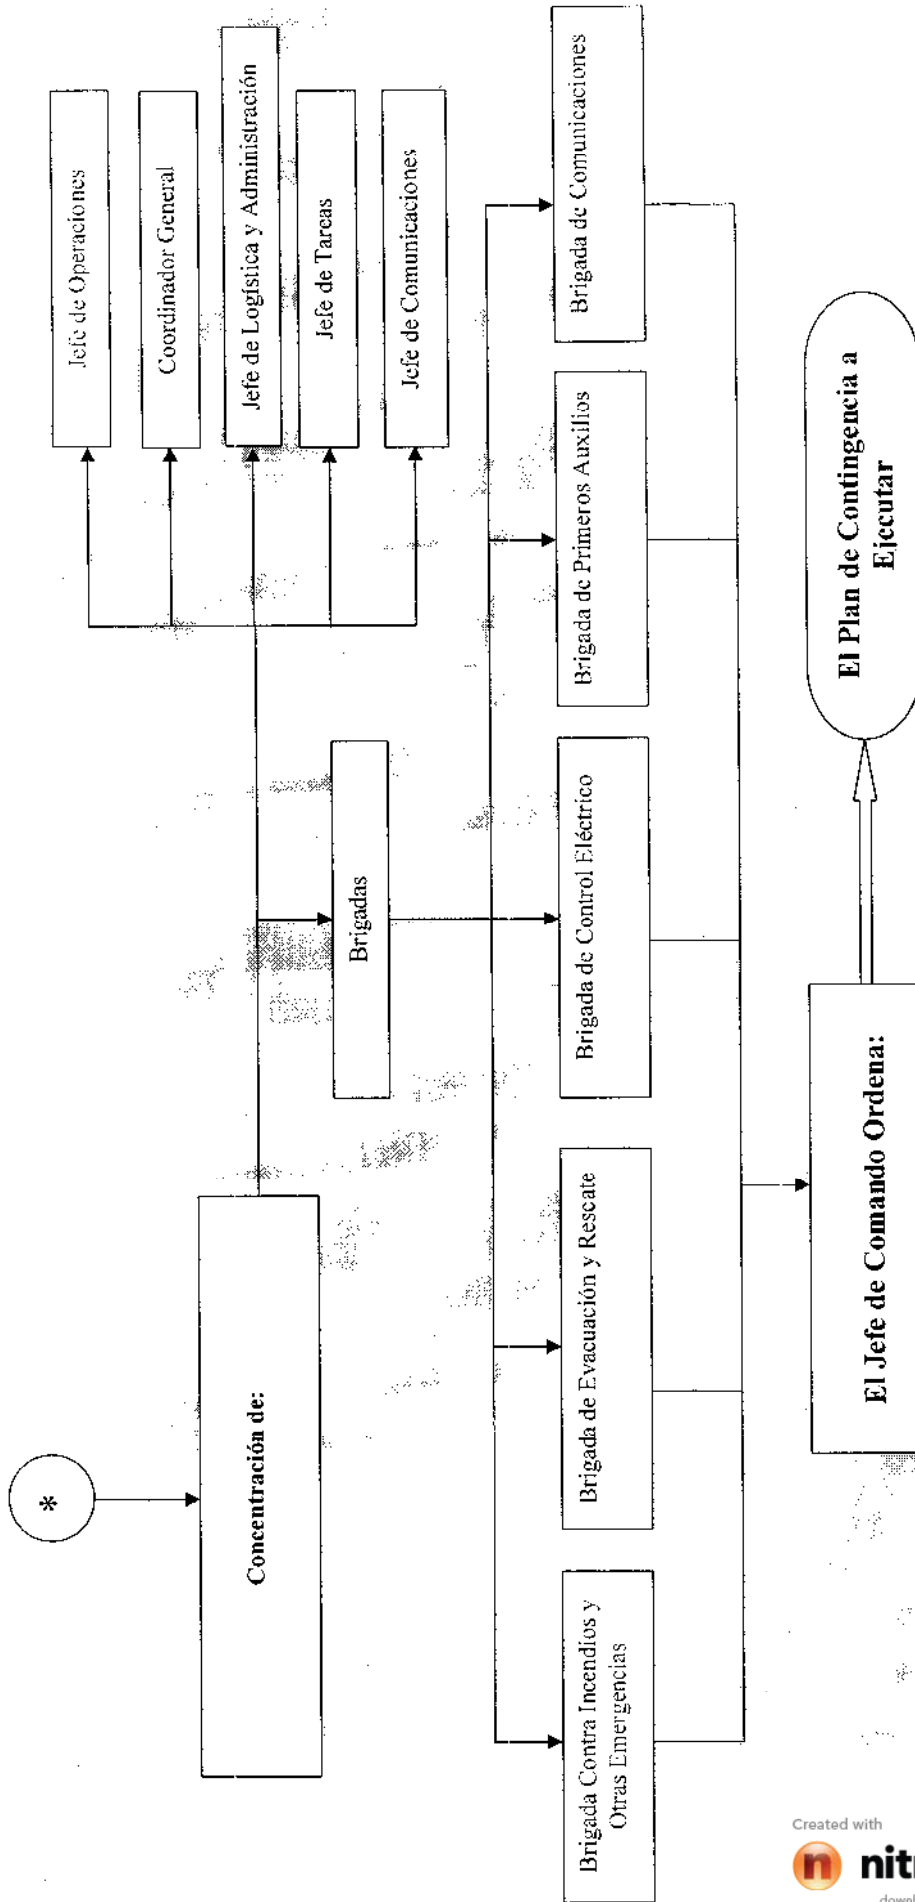 *
Concentración de:
Jefe de Operaciones
Coordinador General
Jefe de Logística y Administración
Jefe de Tareas
Jefe de Comunicaciones
Brigadas
Brigada Contra Incendios y
Otras Emergencias
Brigada de Evacuación y Rescate
Brigada de Control Eléctrico
Brigada de Primeros Auxilios
Brigada de Comunicaciones
El Jefe de Comando Ordena:
El Plan de Contingencia a
Ejecutar
Created with